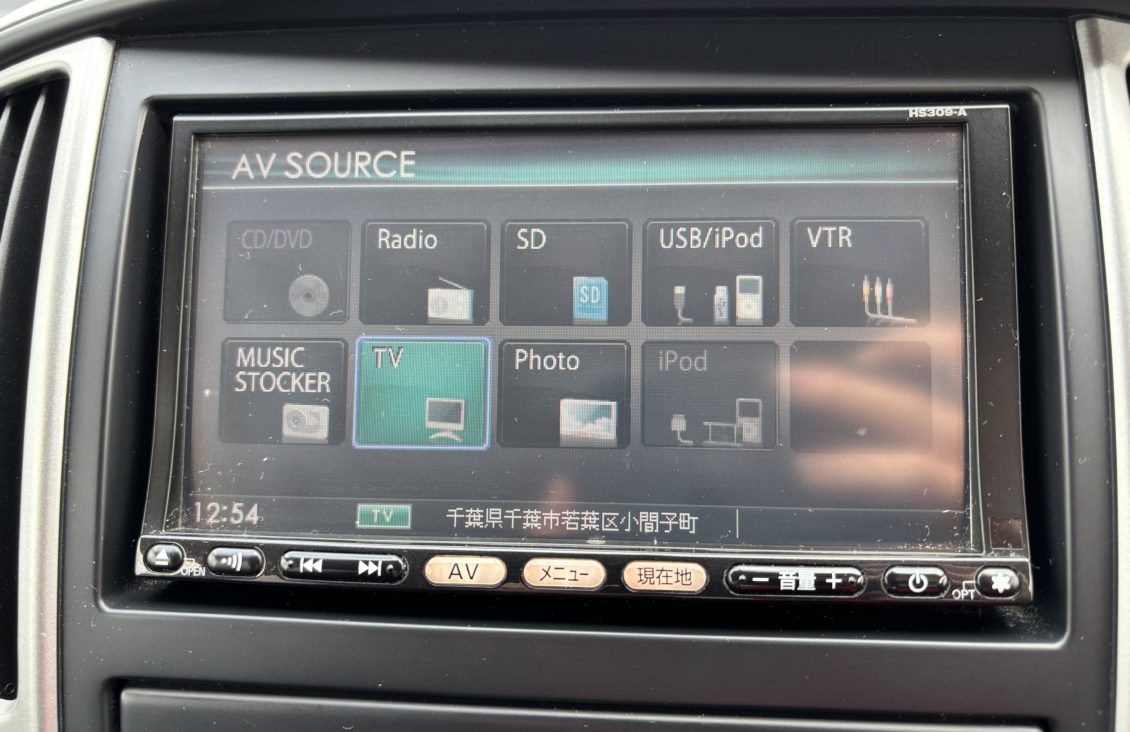 HS309-A
AV SOURCE
CD/DVD
Radio
SD
SD
USB/iPod
VTR
MUSIC
STOCKER
TV
Photo
iPod
12:54
TV
千葉県千葉市若葉区小間子町
OPEN
AV
メニュー
現在地
− 音量 +
OPT